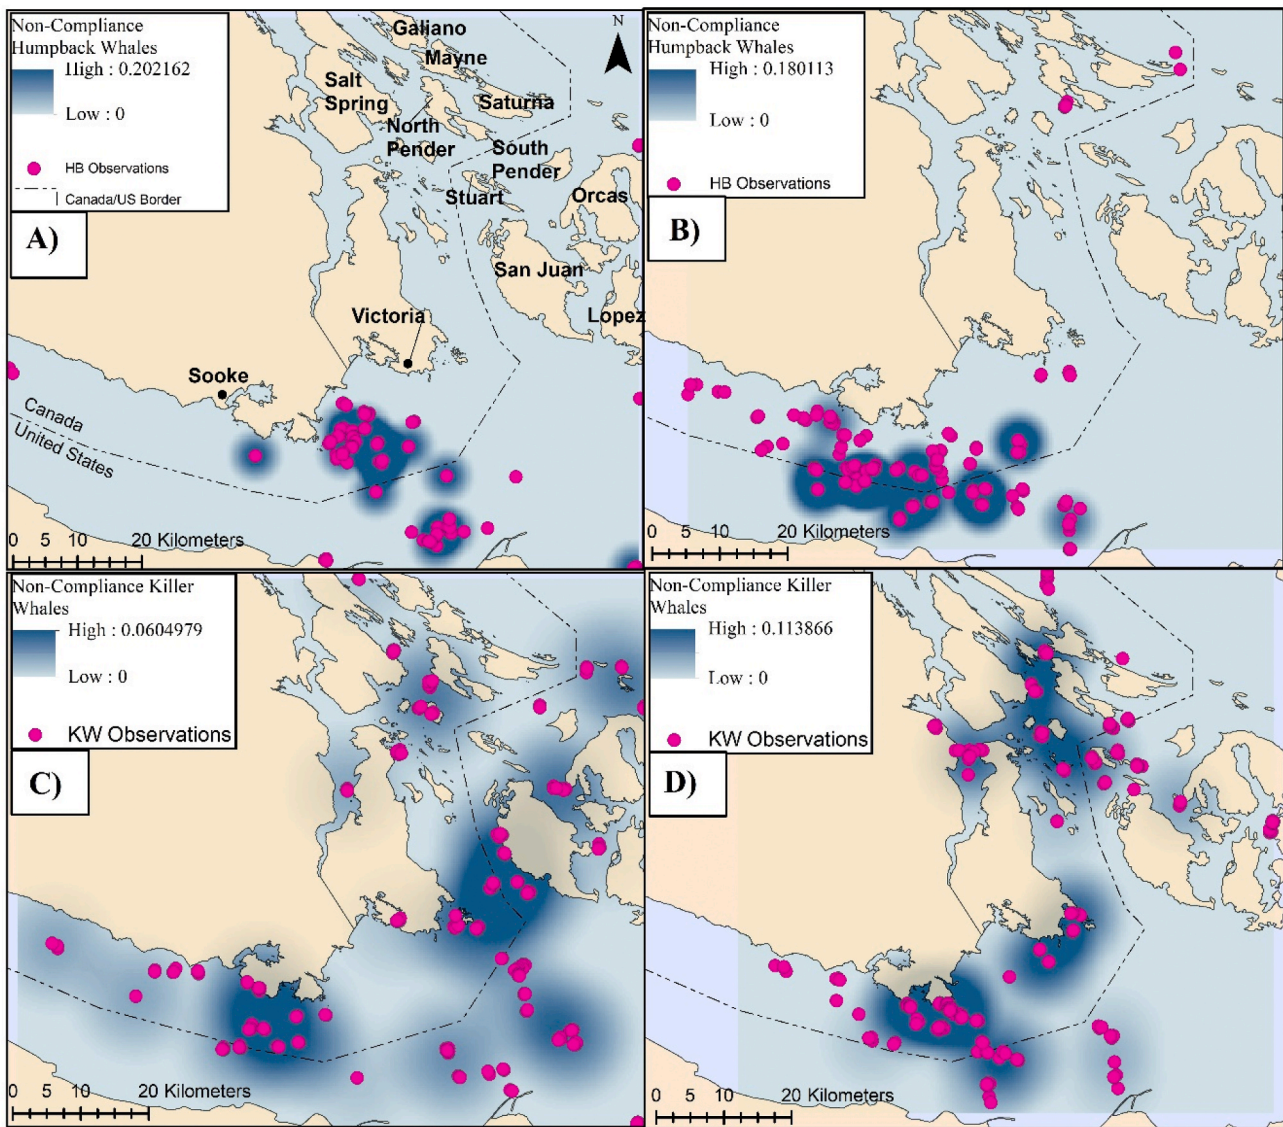 Non-Compliance
Humpback Whales
High : 0.202162
Low : 0
HB Observations
Canada/US Border
A)
N
Galiano
Mayne
Salt
Spring
Saturna
North
Pender
South
Pender
Stuart
Orcas
San Juan
Lopez
Victoria
Sooke
Canada
United States
0 5 10 20 Kilometers
Non-Compliance
Humpback Whales
High : 0.180113
Low : 0
HB Observations
B)
0 5 10 20 Kilometers
Non-Compliance Killer
Whales
High : 0.0604979
Low : 0
KW Observations
C)
0 5 10 20 Kilometers
Non-Compliance Killer
Whales
High : 0.113866
Low : 0
KW Observations
D)
0 5 10 20 Kilometers